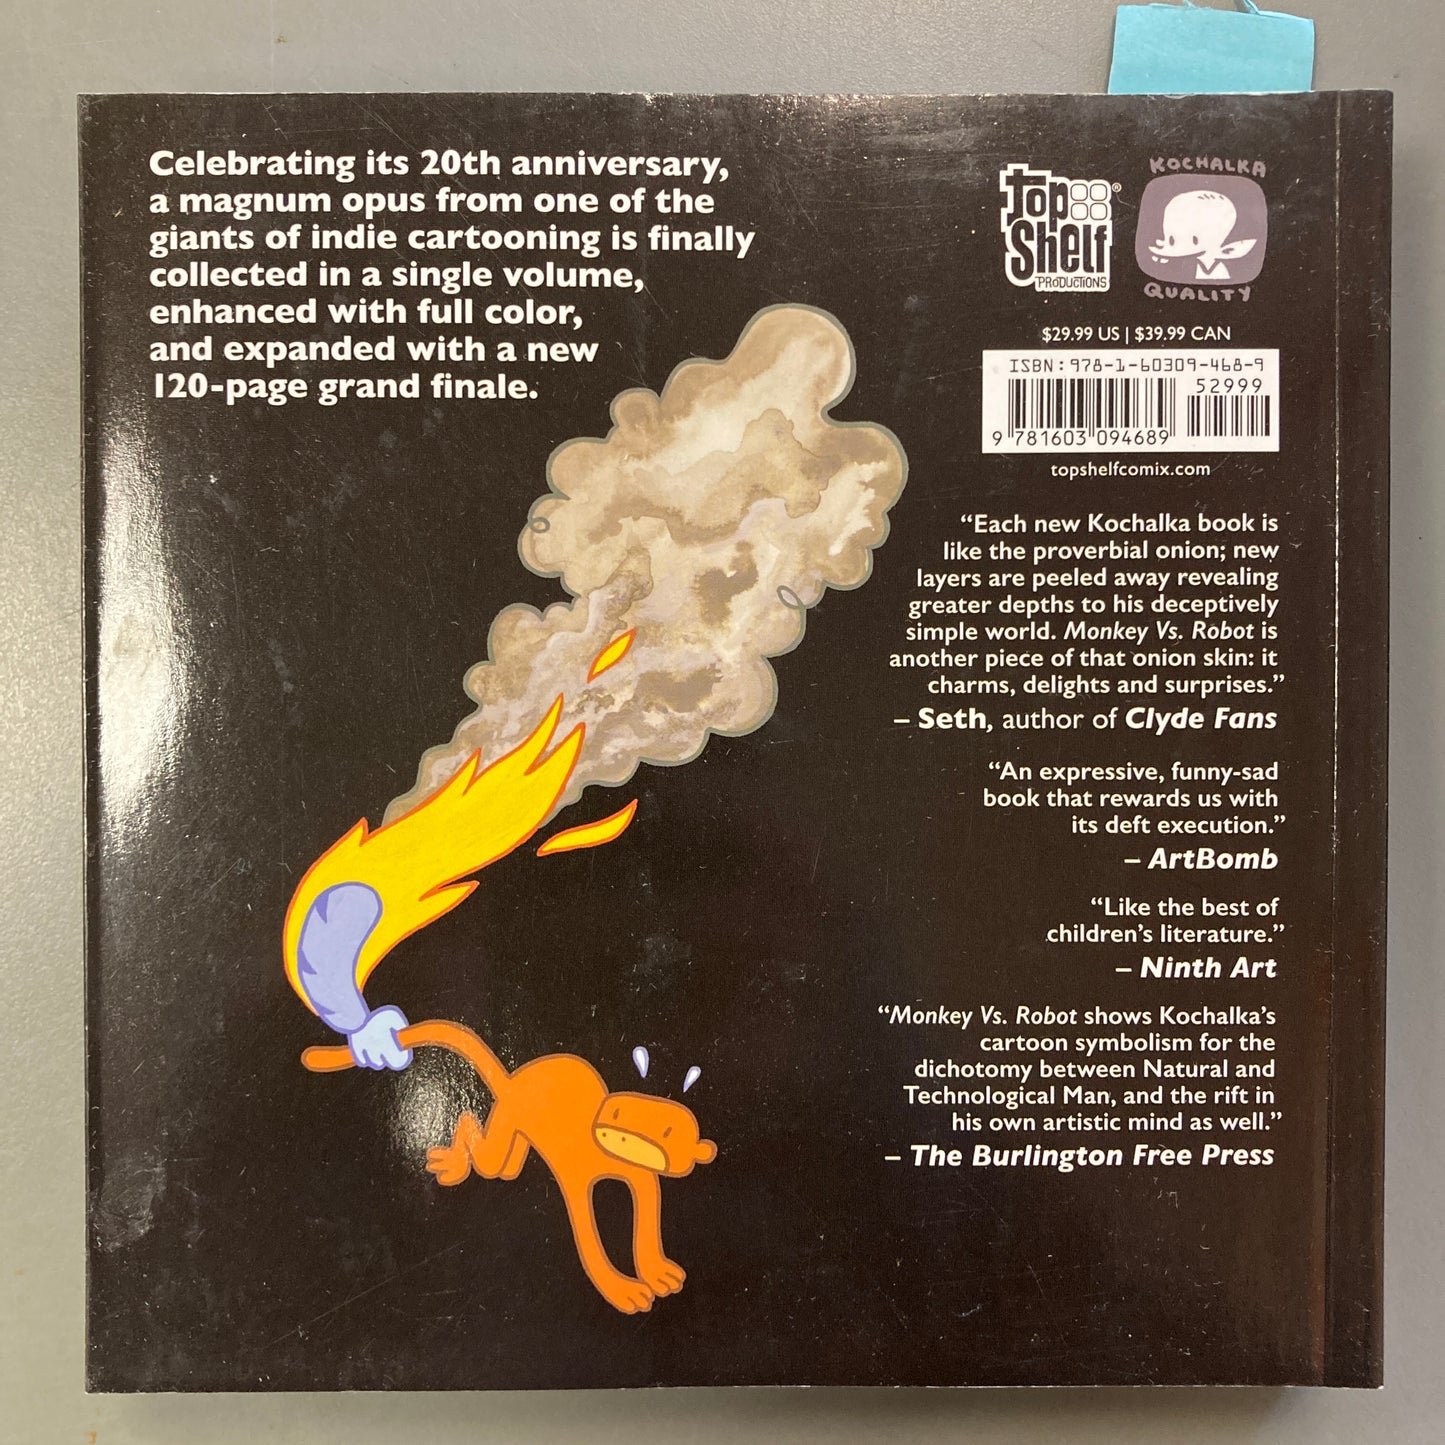 Celebrating its 20th anniversary,
a magnum opus from one of the
giants of indie cartooning is finally
collected in a single volume,
enhanced with full color,
and expanded with a new
120-page grand finale.
Top
Shelf
PRODUCTIONS
®
KOCHALKA
QUALITY
$29.99 US | $39.99 CAN
ISBN: 978-1-60309-468-9
52999
9 781603 094689
topshelfcomix.com
“Each new Kochalka book is
like the proverbial onion; new
layers are peeled away revealing
greater depths to his deceptively
simple world. Monkey Vs. Robot is
another piece of that onion skin: it
charms, delights and surprises.”
– Seth, author of Clyde Fans
“An expressive, funny-sad
book that rewards us with
its deft execution.”
– ArtBomb
“Like the best of
children’s literature.”
– Ninth Art
“Monkey Vs. Robot shows Kochalka’s
cartoon symbolism for the
dichotomy between Natural and
Technological Man, and the rift in
his own artistic mind as well.”
– The Burlington Free Press